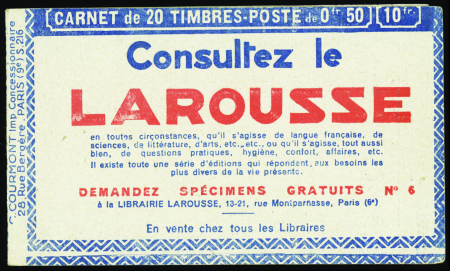 CARNET de 20 TIMBRES-POSTE de 0fr 50 10fr.
Consultez le
LAROUSSE
en toutes circonstances, qu'il s'agisse de langue française, de
sciences, de littérature, d'arts, etc., etc., ou qu'il s'agisse, tout aussi
bien, de questions pratiques, hygiène, confort, affaires, etc.
Il existe toute une série d'éditions qui répondent aux besoins les
plus divers de la vie présente.
DEMANDEZ SPÉCIMENS GRATUITS No 6
à la LIBRAIRIE LAROUSSE, 13-21, rue Montparnasse, Paris (6e)
En vente chez tous les Libraires
C. COURMONT Imp. Concessionnaire
28, Rue Bergère. PARIS (9e) S. 216